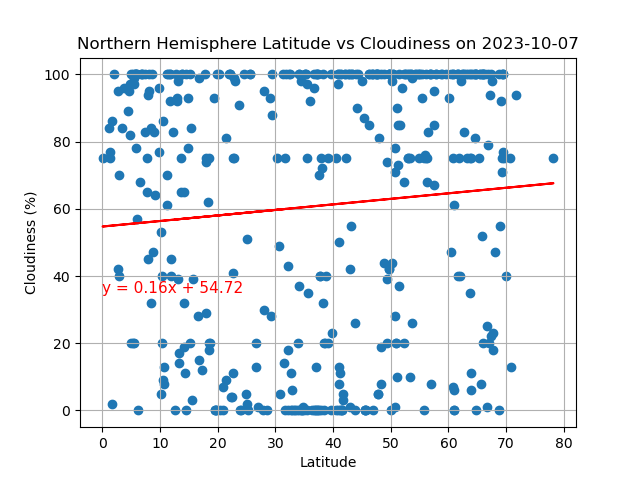 Northern Hemisphere Latitude vs Cloudiness on 2023-10-07
Cloudiness (%)
100
80
60
40
20
0
y = 0.16x + 54.72
0 10 20 30 40 50 60 70 80
Latitude